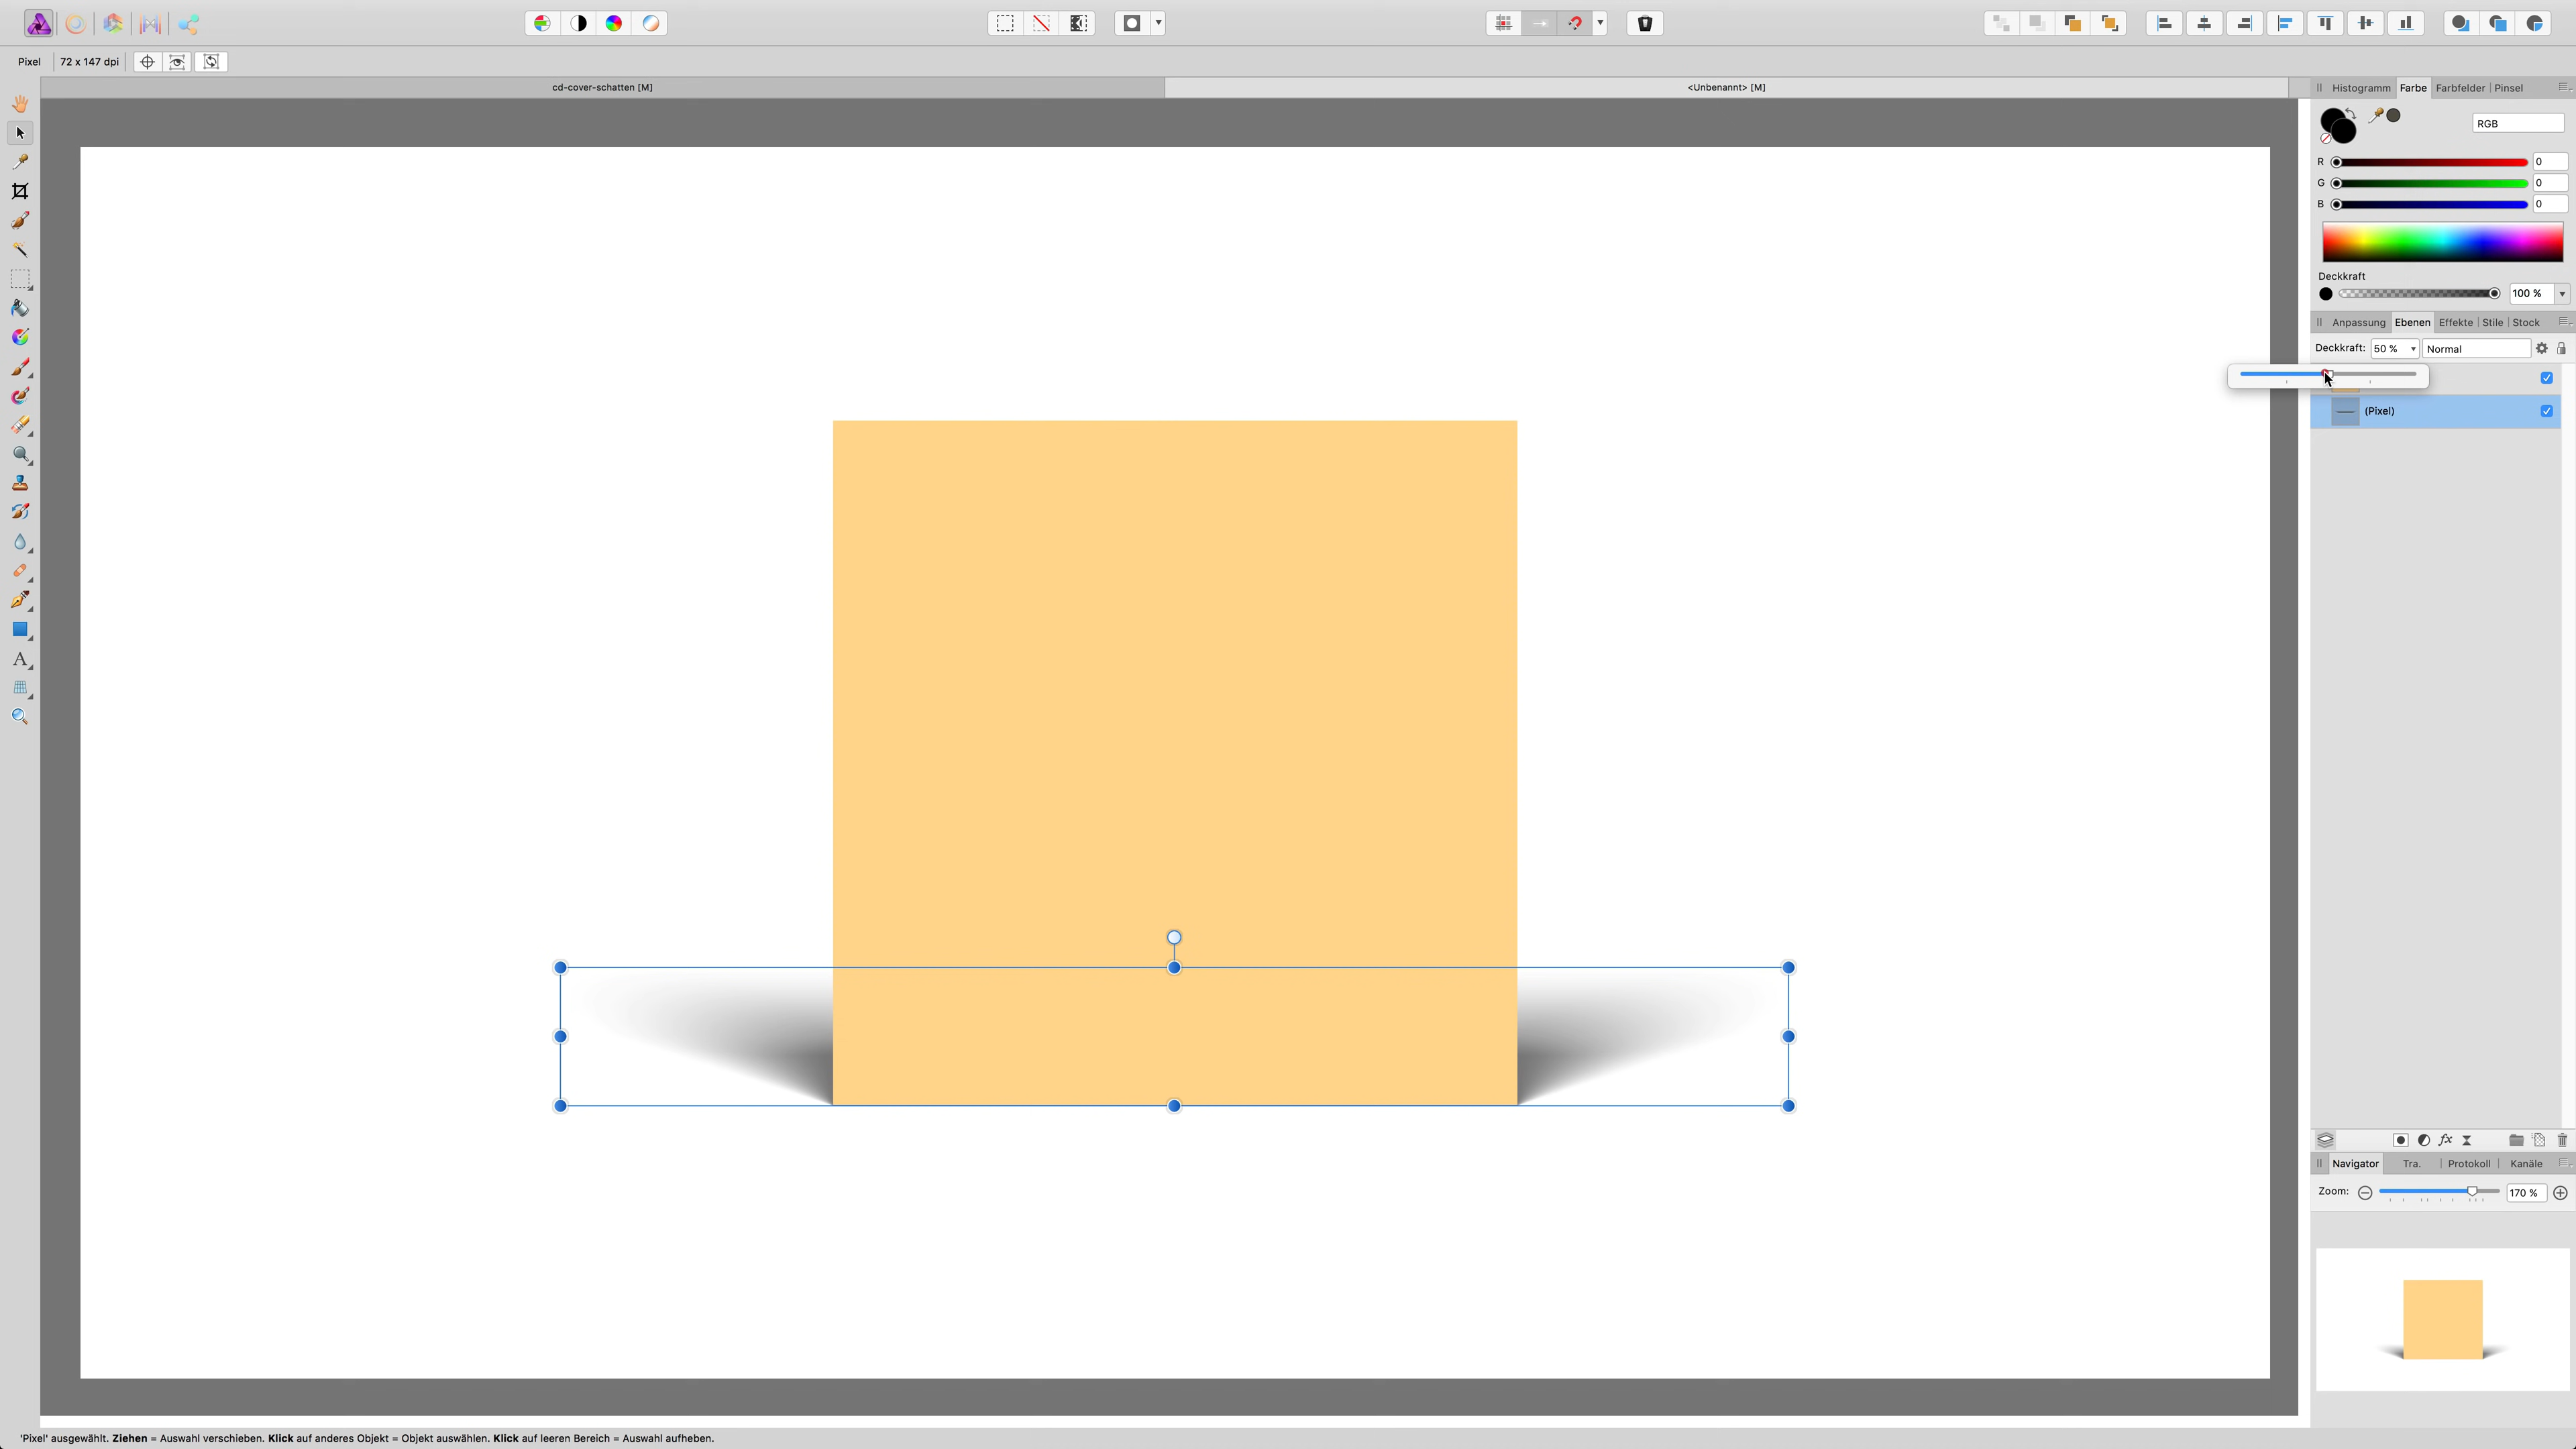 Pixel 72 x 147 dpi
cd-cover-schatten [M]
<Unbenannt> [M]
Histogramm Farbe Farbfelder Pinsel
RGB
R 0
G 0
B 0
Deckkraft
100 %
Anpassung Ebenen Effekte Stile Stock
Deckkraft: 50 % Normal
(Pixel)
fx
Navigator Tra. Protokoll Kanäle
Zoom: 170 %
A
'Pixel' ausgewählt. Ziehen = Auswahl verschieben. Klick auf anderes Objekt = Objekt auswählen. Klick auf leeren Bereich = Auswahl aufheben.